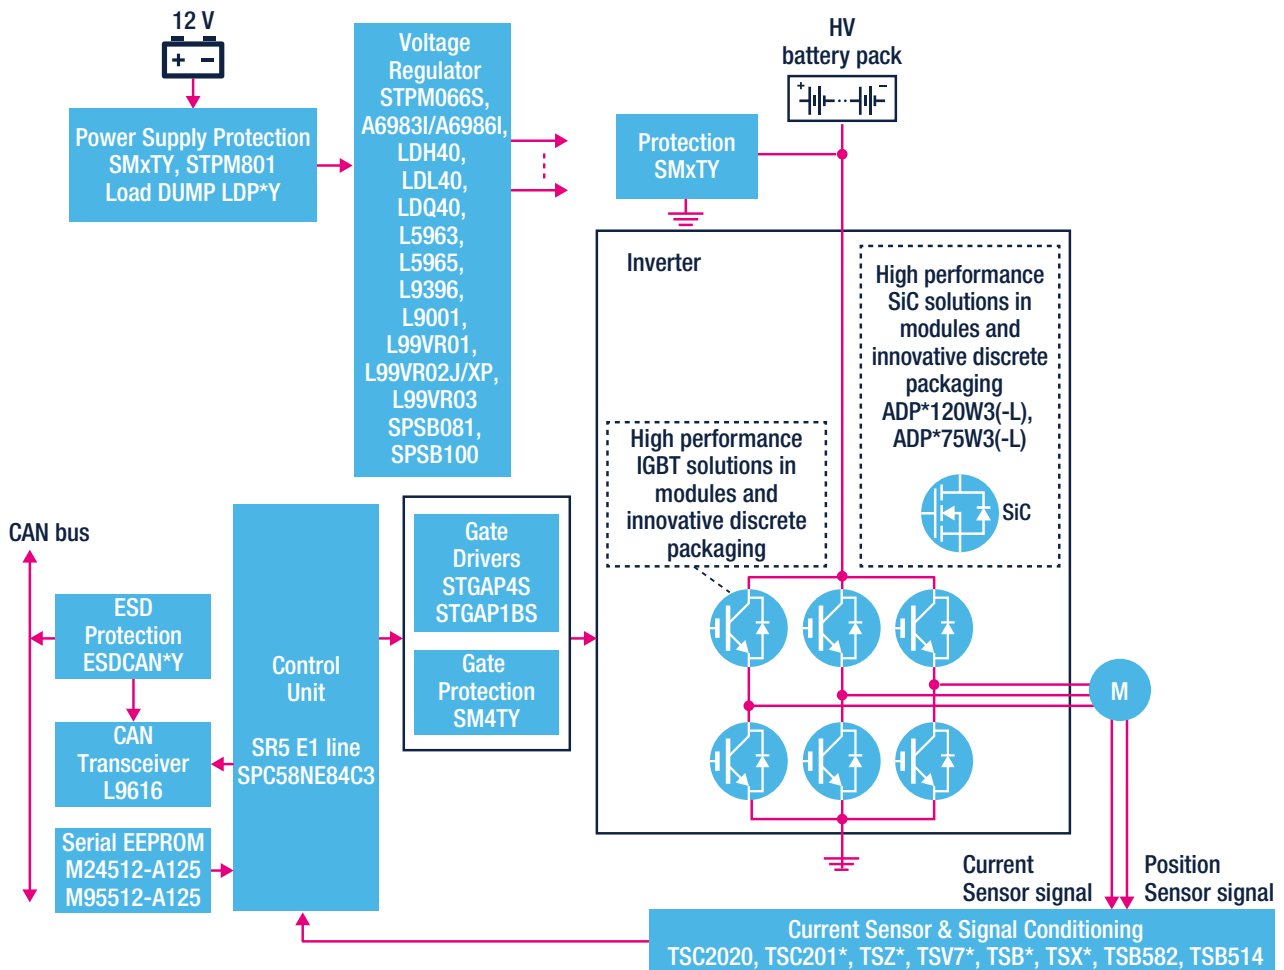 12 V
Power Supply Protection
SMxTY, STPM801
Load DUMP LDP*Y
Voltage
Regulator
STPM066S,
A6983I/A6986I,
LDH40,
LDL40,
LDQ40,
L5963,
L5965,
L9396,
L9001,
L99VR01,
L99VR02J/XP,
L99VR03
SPSB081,
SPSB100
HV
battery pack
Protection
SMxTY
Inverter
High performance
SiC solutions in
modules and
innovative discrete
packaging
ADP*120W3(-L),
ADP*75W3(-L)
SiC
High performance
IGBT solutions in
modules and
innovative discrete
packaging
CAN bus
ESD
Protection
ESDCAN*Y
CAN
Transceiver
L9616
Serial EEPROM
M24512-A125
M95512-A125
Control
Unit
SR5 E1 line
SPC58NE84C3
Gate
Drivers
STGAP4S
STGAP1BS
Gate
Protection
SM4TY
M
Current
Sensor signal
Position
Sensor signal
Current Sensor & Signal Conditioning
TSC2020, TSC201*, TSZ*, TSV7*, TSB*, TSX*, TSB582, TSB514